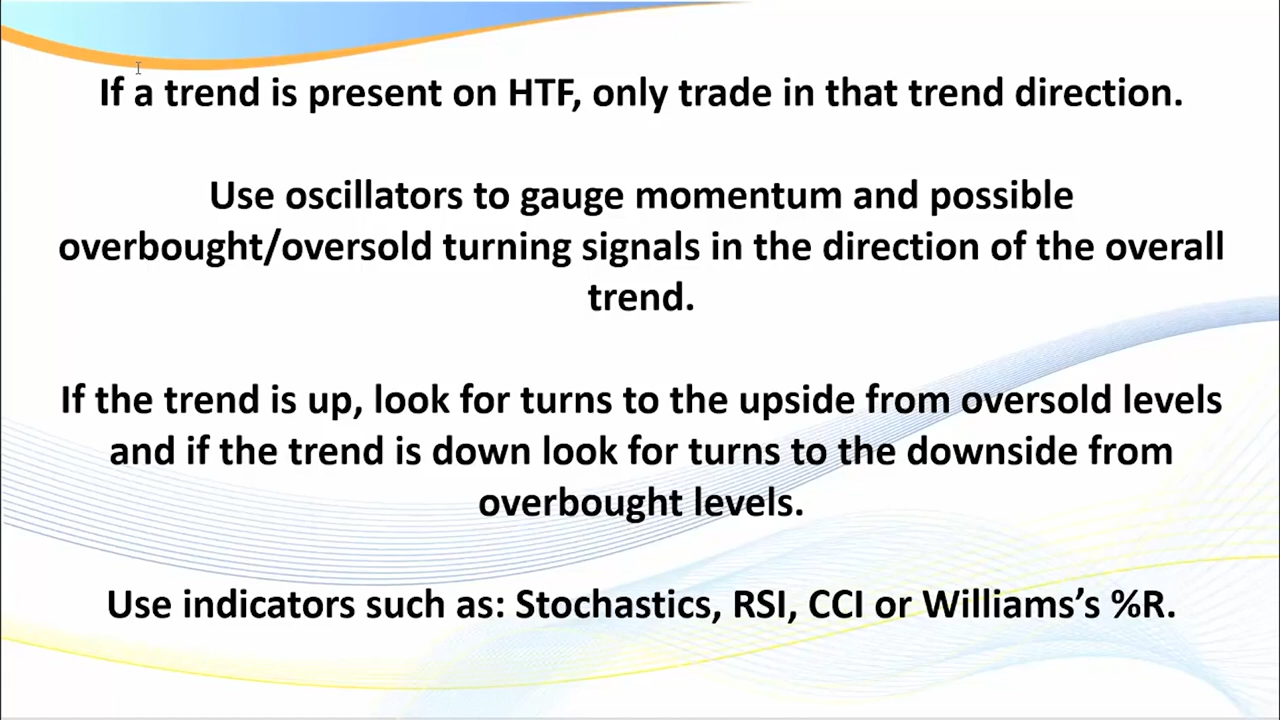 If a trend is present on HTF, only trade in that trend direction.
Use oscillators to gauge momentum and possible
overbought/oversold turning signals in the direction of the overall
trend.
If the trend is up, look for turns to the upside from oversold levels
and if the trend is down look for turns to the downside from
overbought levels.
Use indicators such as: Stochastics, RSI, CCI or Williams’s %R.